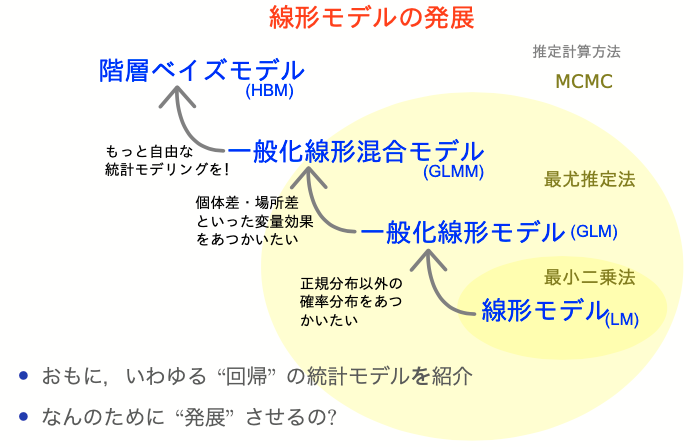 線形モデルの発展
推定計算方法
MCMC
階層ベイズモデル
(HBM)
もっと自由な
統計モデリングを!
一般化線形混合モデル
(GLMM)
最尤推定法
個体差・場所差
といった変量効果
をあつかいたい
一般化線形モデル (GLM)
正規分布以外の
確率分布をあつ
かいたい
最小二乗法
線形モデル
(LM)
• おもに，いわゆる “回帰” の統計モデルを紹介
• なんのために “発展” させるの?